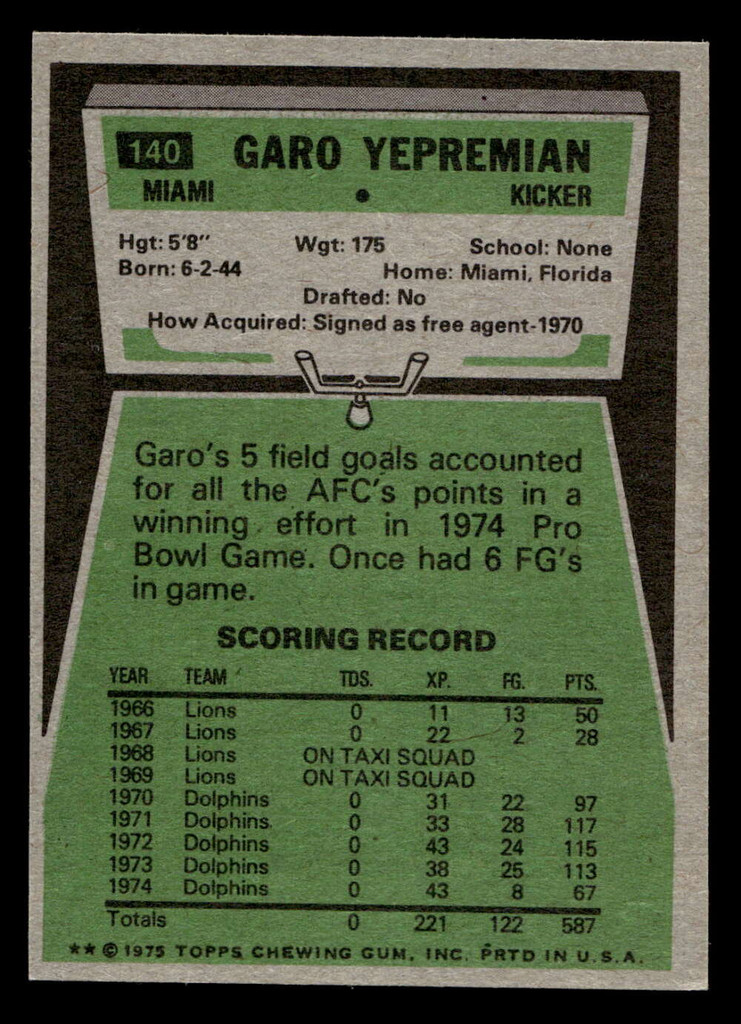 140 GARO YEPREMIAN
MIAMI • KICKER
Hgt: 5'8" Wgt: 175 School: None
Born: 6-2-44 Home: Miami, Florida
Drafted: No
How Acquired: Signed as free agent-1970
Garo's 5 field goals accounted
for all the AFC's points in a
winning effort in 1974 Pro
Bowl Game. Once had 6 FG's
in game.
SCORING RECORD
YEAR TEAM TDS. XP. FG. PTS.
1966 Lions 0 11 13 50
1967 Lions 0 22 2 28
1968 Lions ON TAXI SQUAD
1969 Lions ON TAXI SQUAD
1970 Dolphins 0 31 22 97
1971 Dolphins 0 33 28 117
1972 Dolphins 0 43 24 115
1973 Dolphins 0 38 25 113
1974 Dolphins 0 43 8 67
Totals 0 221 122 587
** © 1975 TOPPS CHEWING GUM, INC. PRTD IN U.S.A.